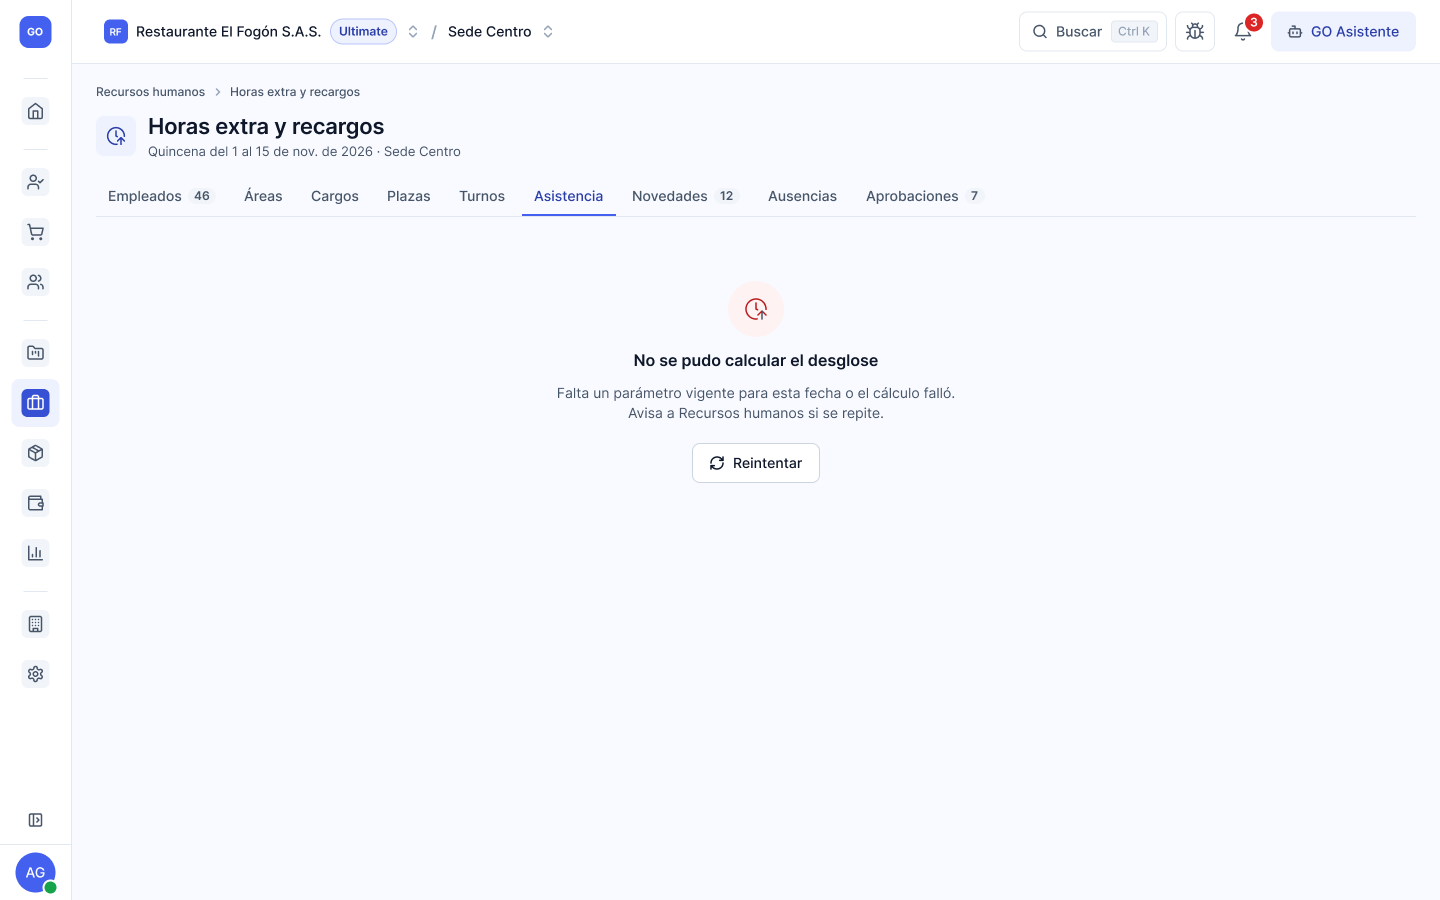 GO
RF
Restaurante El Fogón S.A.S.
Ultimate
/
Sede Centro
Buscar
Ctrl K
3
GO Asistente
Recursos humanos
Horas extra y recargos
Horas extra y recargos
Quincena del 1 al 15 de nov. de 2026 · Sede Centro
Empleados 46
Áreas
Cargos
Plazas
Turnos
Asistencia
Novedades 12
Ausencias
Aprobaciones 7
No se pudo calcular el desglose
Falta un parámetro vigente para esta fecha o el cálculo falló.
Avisa a Recursos humanos si se repite.
Reintentar
AG